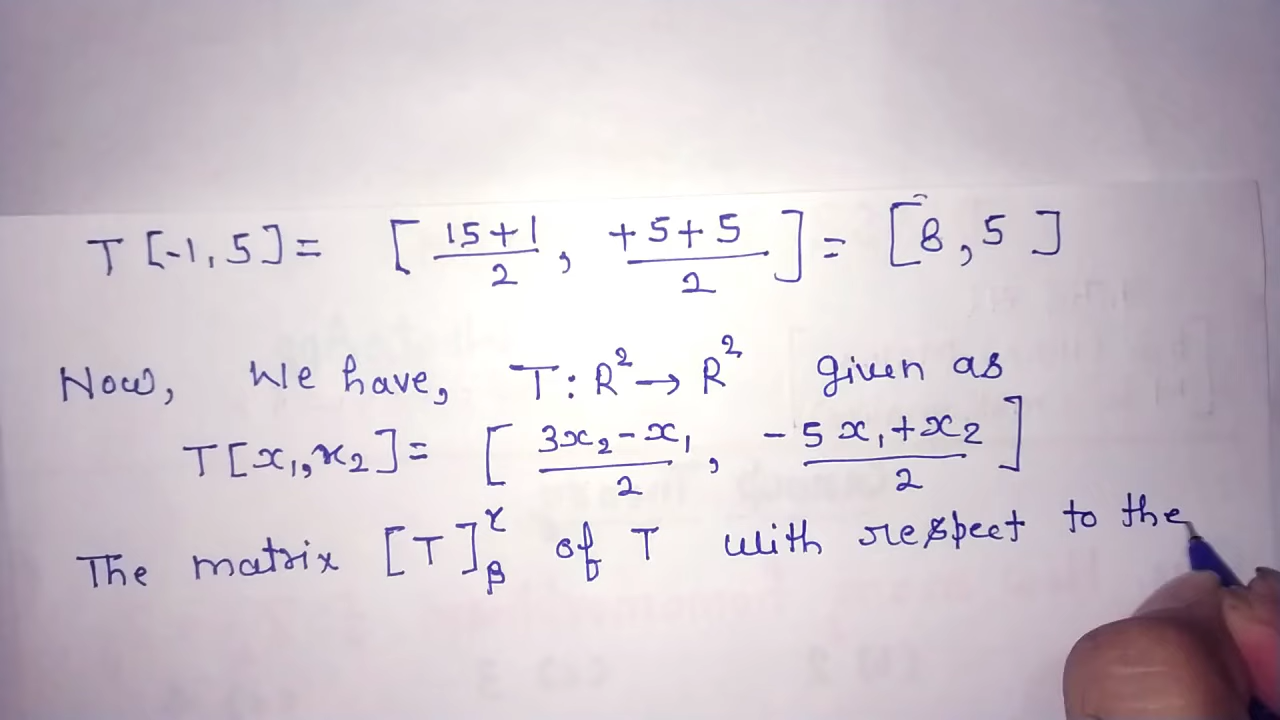 T [-1, 5] = [ 15+1/2 , +5+5/2 ] = [8, 5]
Now, We have, T : R² → R² given as
T [x₁, x₂] = [ 3x₂ - x₁/2 , -5x₁ + x₂/2 ]
The matrix [T]ᵧ β of T with respect to the